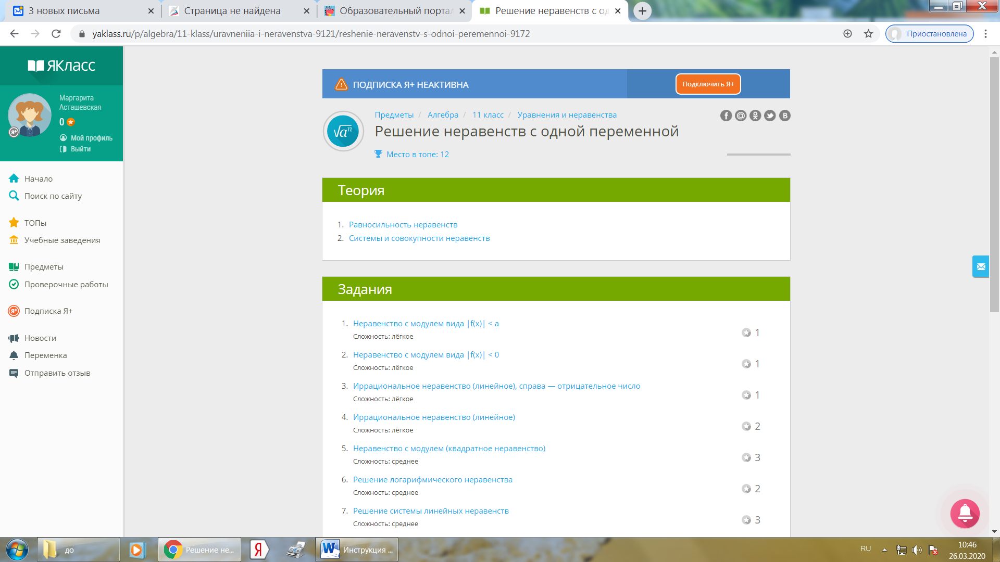 3 новых письма
Страница не найдена
Образовательный портал
Решение неравенств с од
yaklass.ru/p/algebra/11-klass/uravneniia-i-neravenstva-9121/reshenie-neravenstv-s-odnoi-peremennoi-9172
Приостановлена
ЯКласс
Маргарита
Асташевская
0
Я+
Мой профиль
Выйти
Начало
Поиск по сайту
ТОПы
Учебные заведения
Предметы
Проверочные работы
Я+ Подписка Я+
Новости
Переменка
Отправить отзыв
ПОДПИСКА Я+ НЕАКТИВНА
Подключить Я+
Предметы / Алгебра / 11 класс / Уравнения и неравенства
√aⁿ
Решение неравенств с одной переменной
Место в топе: 12
Теория
1. Равносильность неравенств
2. Системы и совокупности неравенств
Задания
1. Неравенство с модулем вида |f(x)| < a
Сложность: лёгкое
1
2. Неравенство с модулем вида |f(x)| < 0
Сложность: лёгкое
1
3. Иррациональное неравенство (линейное), справа — отрицательное число
Сложность: лёгкое
1
4. Иррациональное неравенство (линейное)
Сложность: лёгкое
2
5. Неравенство с модулем (квадратное неравенство)
Сложность: среднее
3
6. Решение логарифмического неравенства
Сложность: среднее
2
7. Решение системы линейных неравенств
Сложность: среднее
3
до
Решение не...
Я
Инструкция ...
RU
10:46
26.03.2020